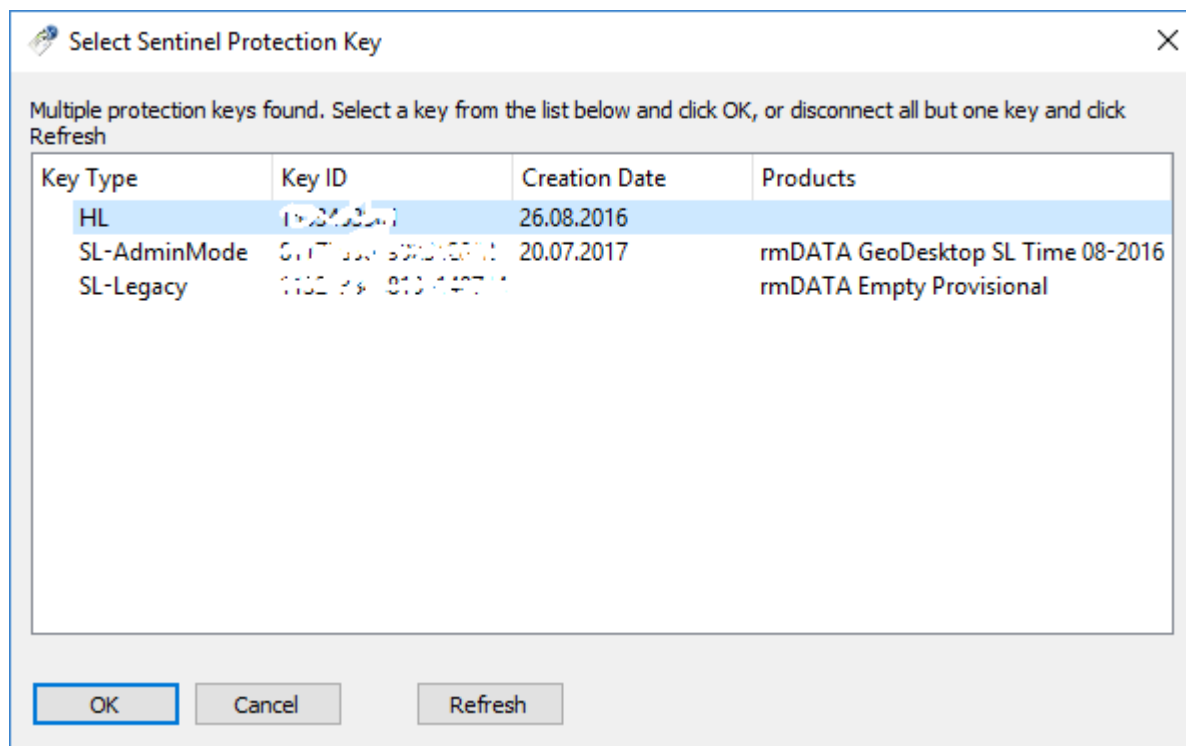 Select Sentinel Protection Key
Multiple protection keys found. Select a key from the list below and click OK, or disconnect all but one key and click
Refresh
Key Type Key ID Creation Date Products
HL 26.08.2016
SL-AdminMode 20.07.2017 rmDATA GeoDesktop SL Time 08-2016
SL-Legacy rmDATA Empty Provisional
OK Cancel Refresh